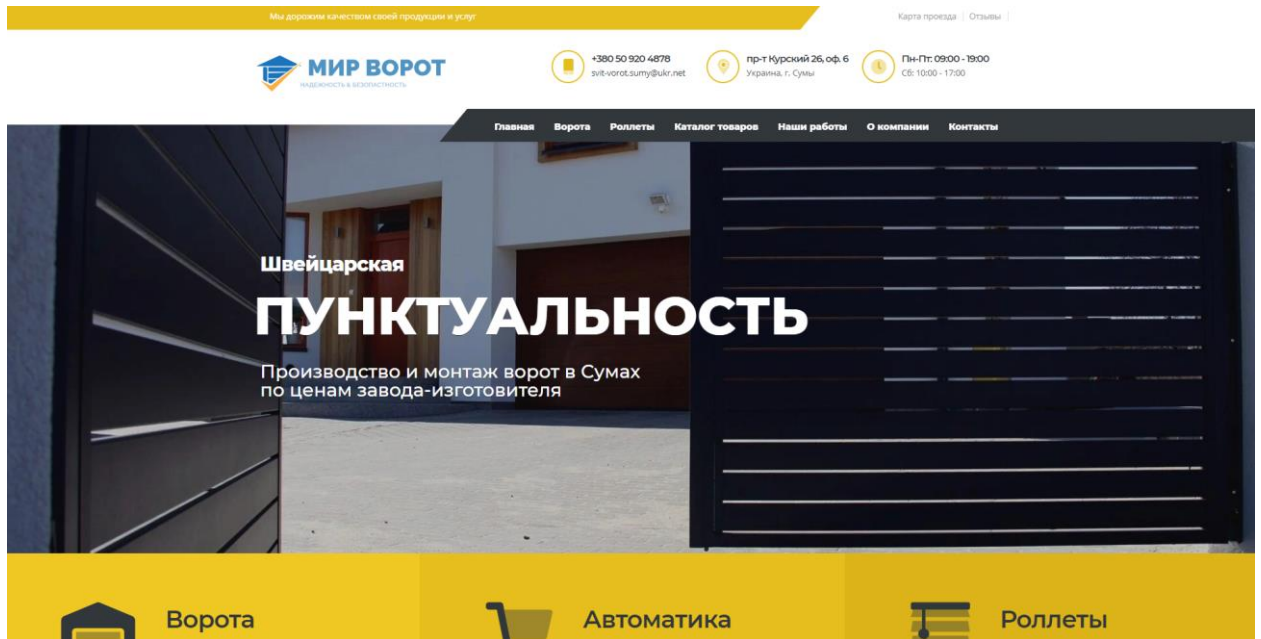 Мы дорожим качеством своей продукции и услуг
Карта проезда | Отзывы |
МИР ВОРОТ
НАДЕЖНОСТЬ & БЕЗОПАСТНОСТЬ
+380 50 920 4878
svit-vorot.sumy@ukr.net
пр-т Курский 26, оф. 6
Украина, г. Сумы
Пн-Пт: 09:00 - 19:00
Сб: 10:00 - 17:00
Главная Ворота Роллеты Каталог товаров Наши работы О компании Контакты
Швейцарская
ПУНКТУАЛЬНОСТЬ
Производство и монтаж ворот в Сумах
по ценам завода-изготовителя
Ворота
Автоматика
Роллеты